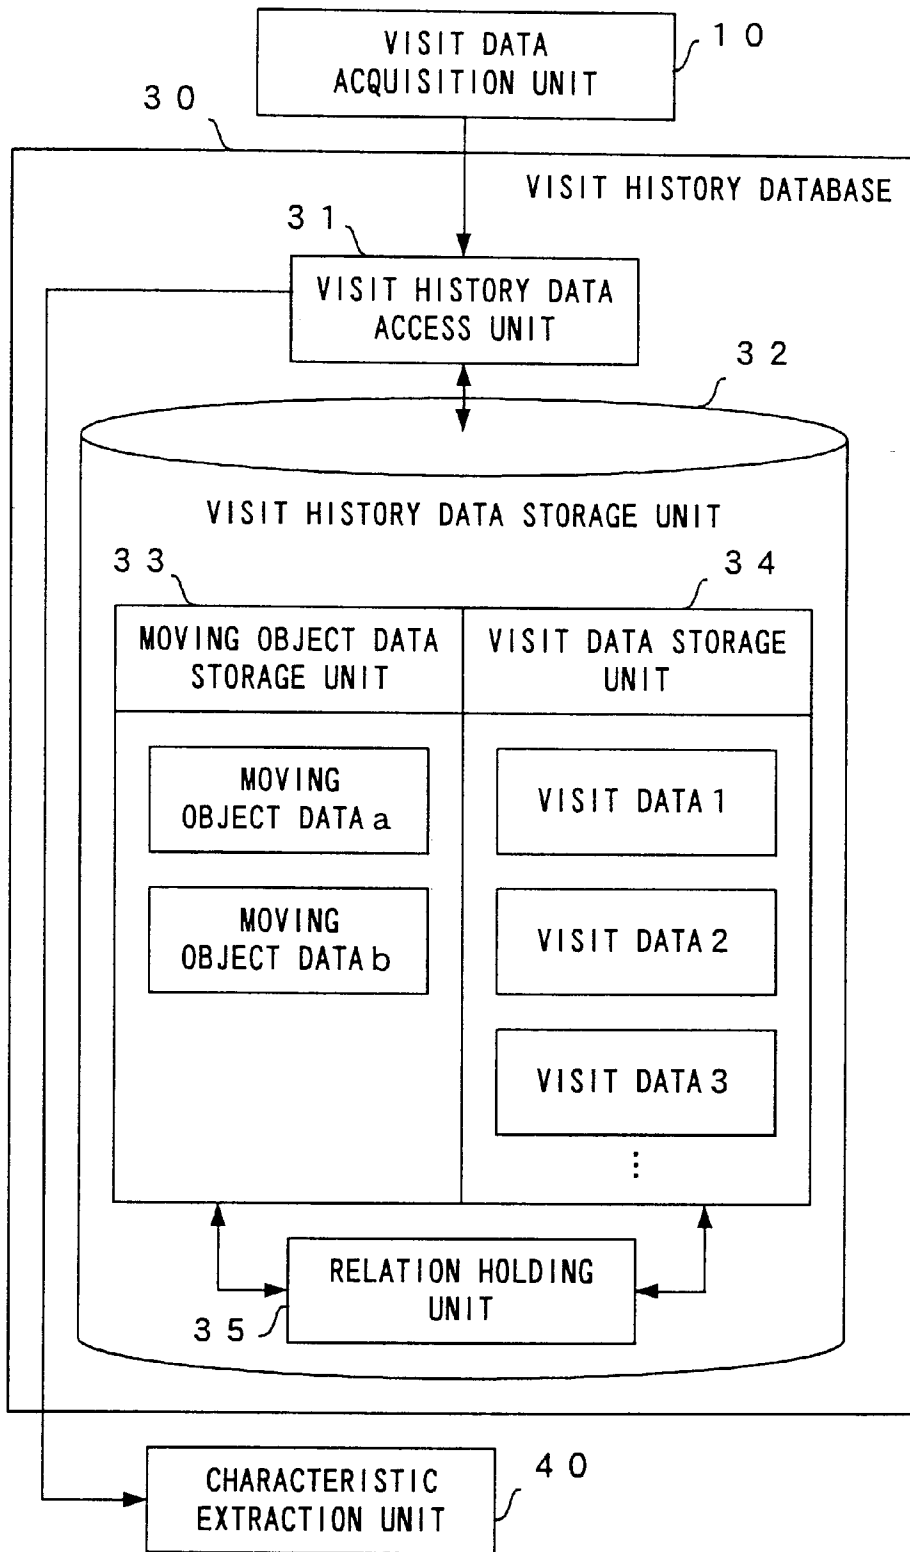 VISIT DATA
ACQUISITION UNIT
10
30
VISIT HISTORY DATABASE
31
VISIT HISTORY DATA
ACCESS UNIT
32
VISIT HISTORY DATA STORAGE UNIT
33
34
MOVING OBJECT DATA
STORAGE UNIT
VISIT DATA STORAGE
UNIT
MOVING
OBJECT DATA a
VISIT DATA 1
MOVING
OBJECT DATA b
VISIT DATA 2
VISIT DATA 3
⋮
RELATION HOLDING
UNIT
35
40
CHARACTERISTIC
EXTRACTION UNIT